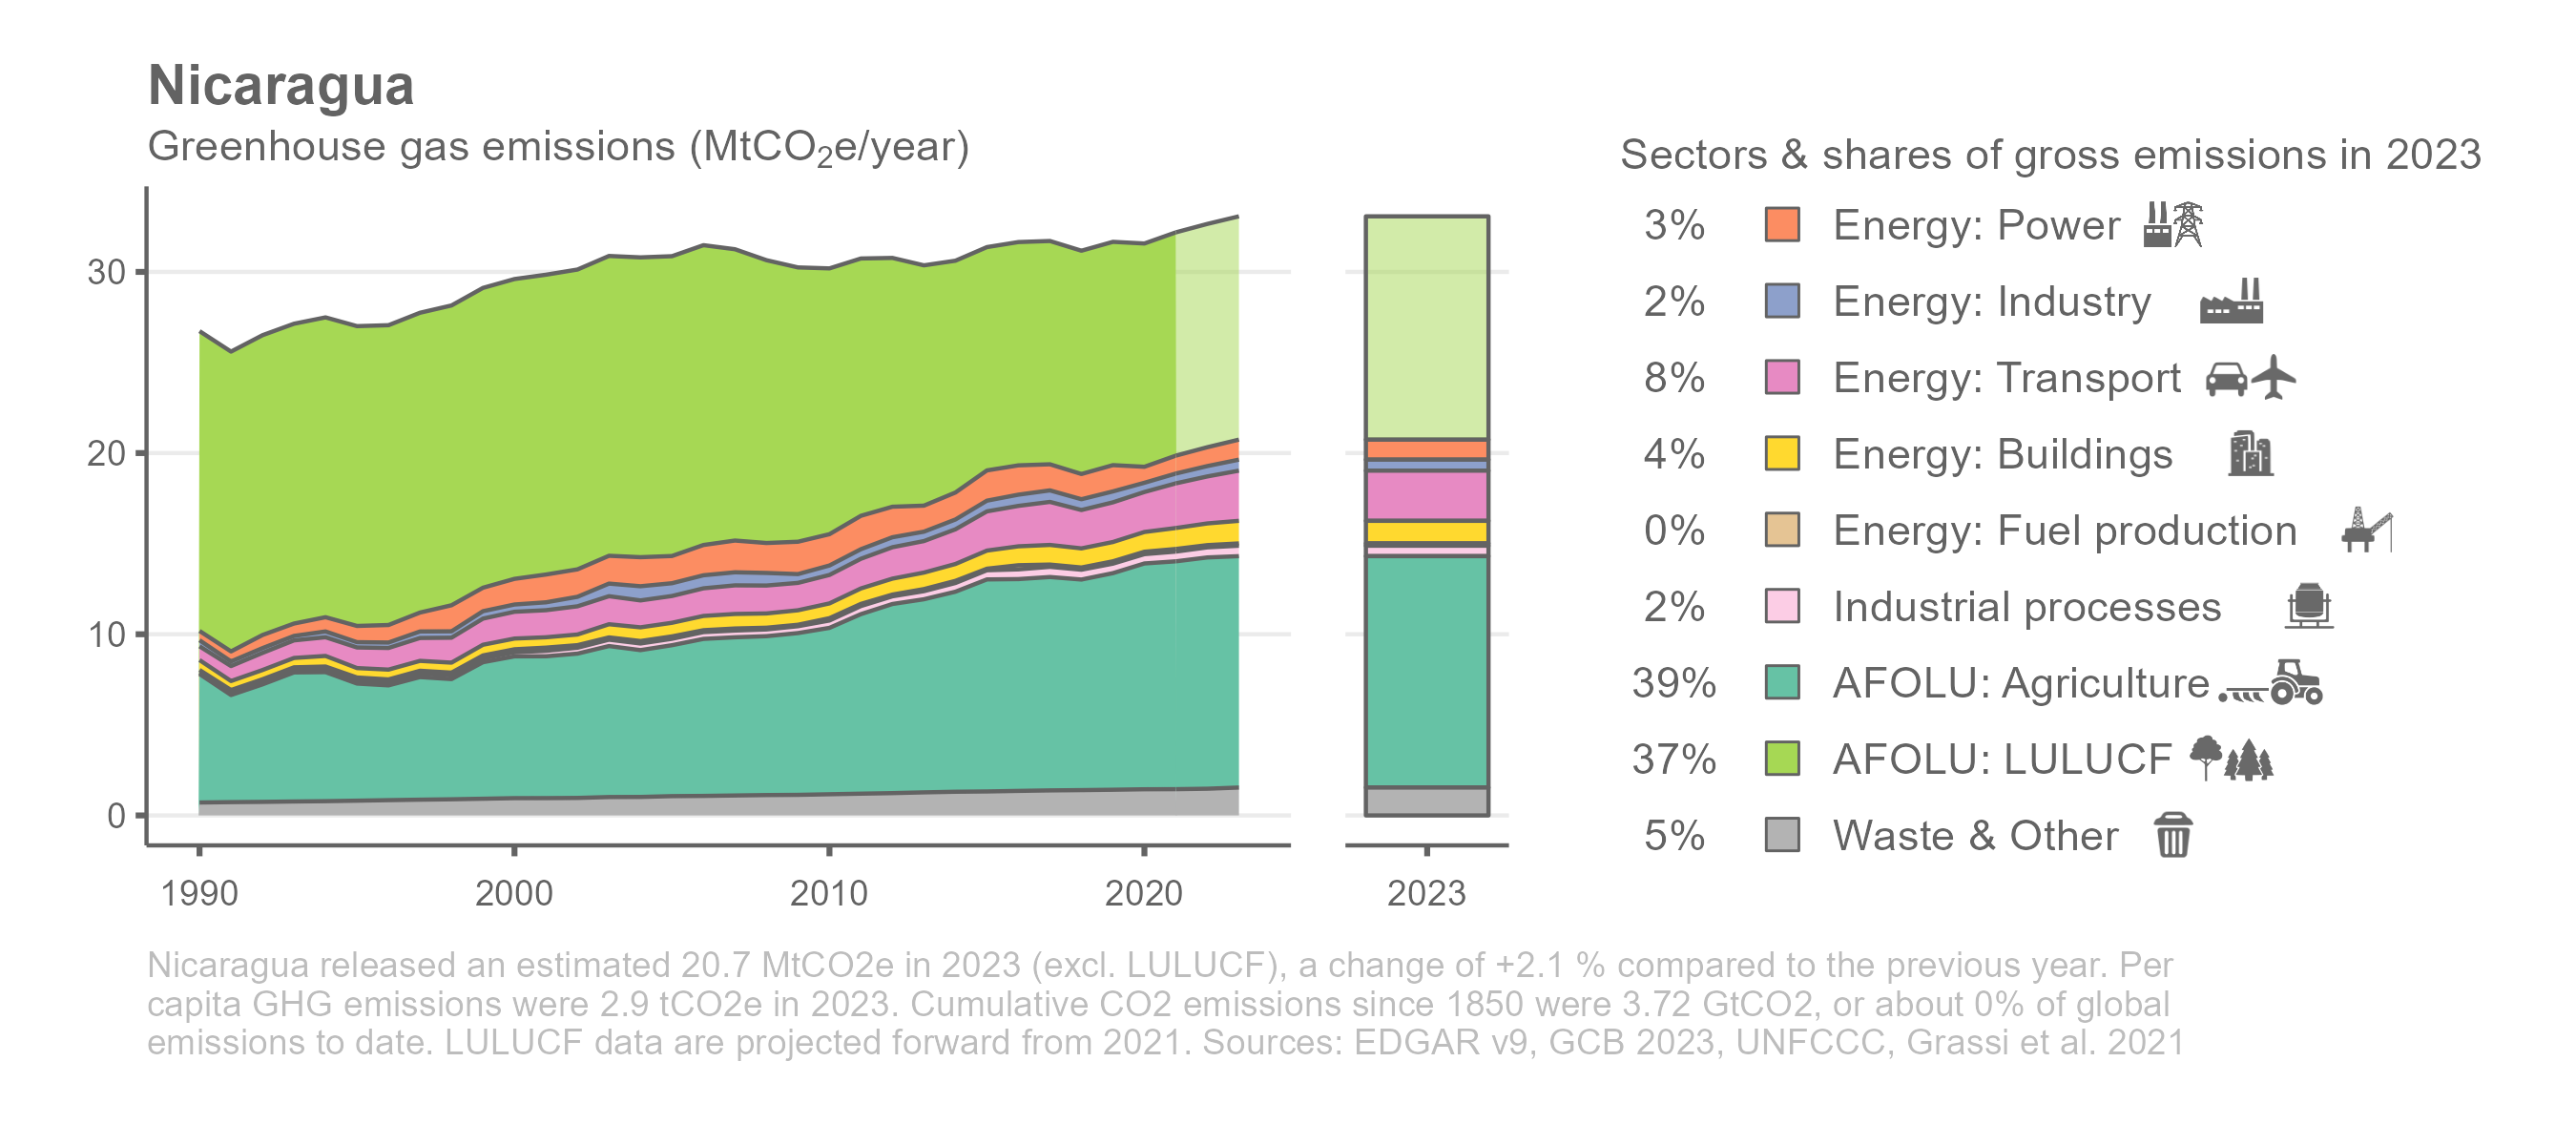 Nicaragua
Greenhouse gas emissions (MtCO₂e/year)
30
20
10
0
1990
2000
2010
2020
2023
Sectors & shares of gross emissions in 2023
3% Energy: Power
2% Energy: Industry
8% Energy: Transport
4% Energy: Buildings
0% Energy: Fuel production
2% Industrial processes
39% AFOLU: Agriculture
37% AFOLU: LULUCF
5% Waste & Other
Nicaragua released an estimated 20.7 MtCO2e in 2023 (excl. LULUCF), a change of +2.1 % compared to the previous year. Per
capita GHG emissions were 2.9 tCO2e in 2023. Cumulative CO2 emissions since 1850 were 3.72 GtCO2, or about 0% of global
emissions to date. LULUCF data are projected forward from 2021. Sources: EDGAR v9, GCB 2023, UNFCCC, Grassi et al. 2021